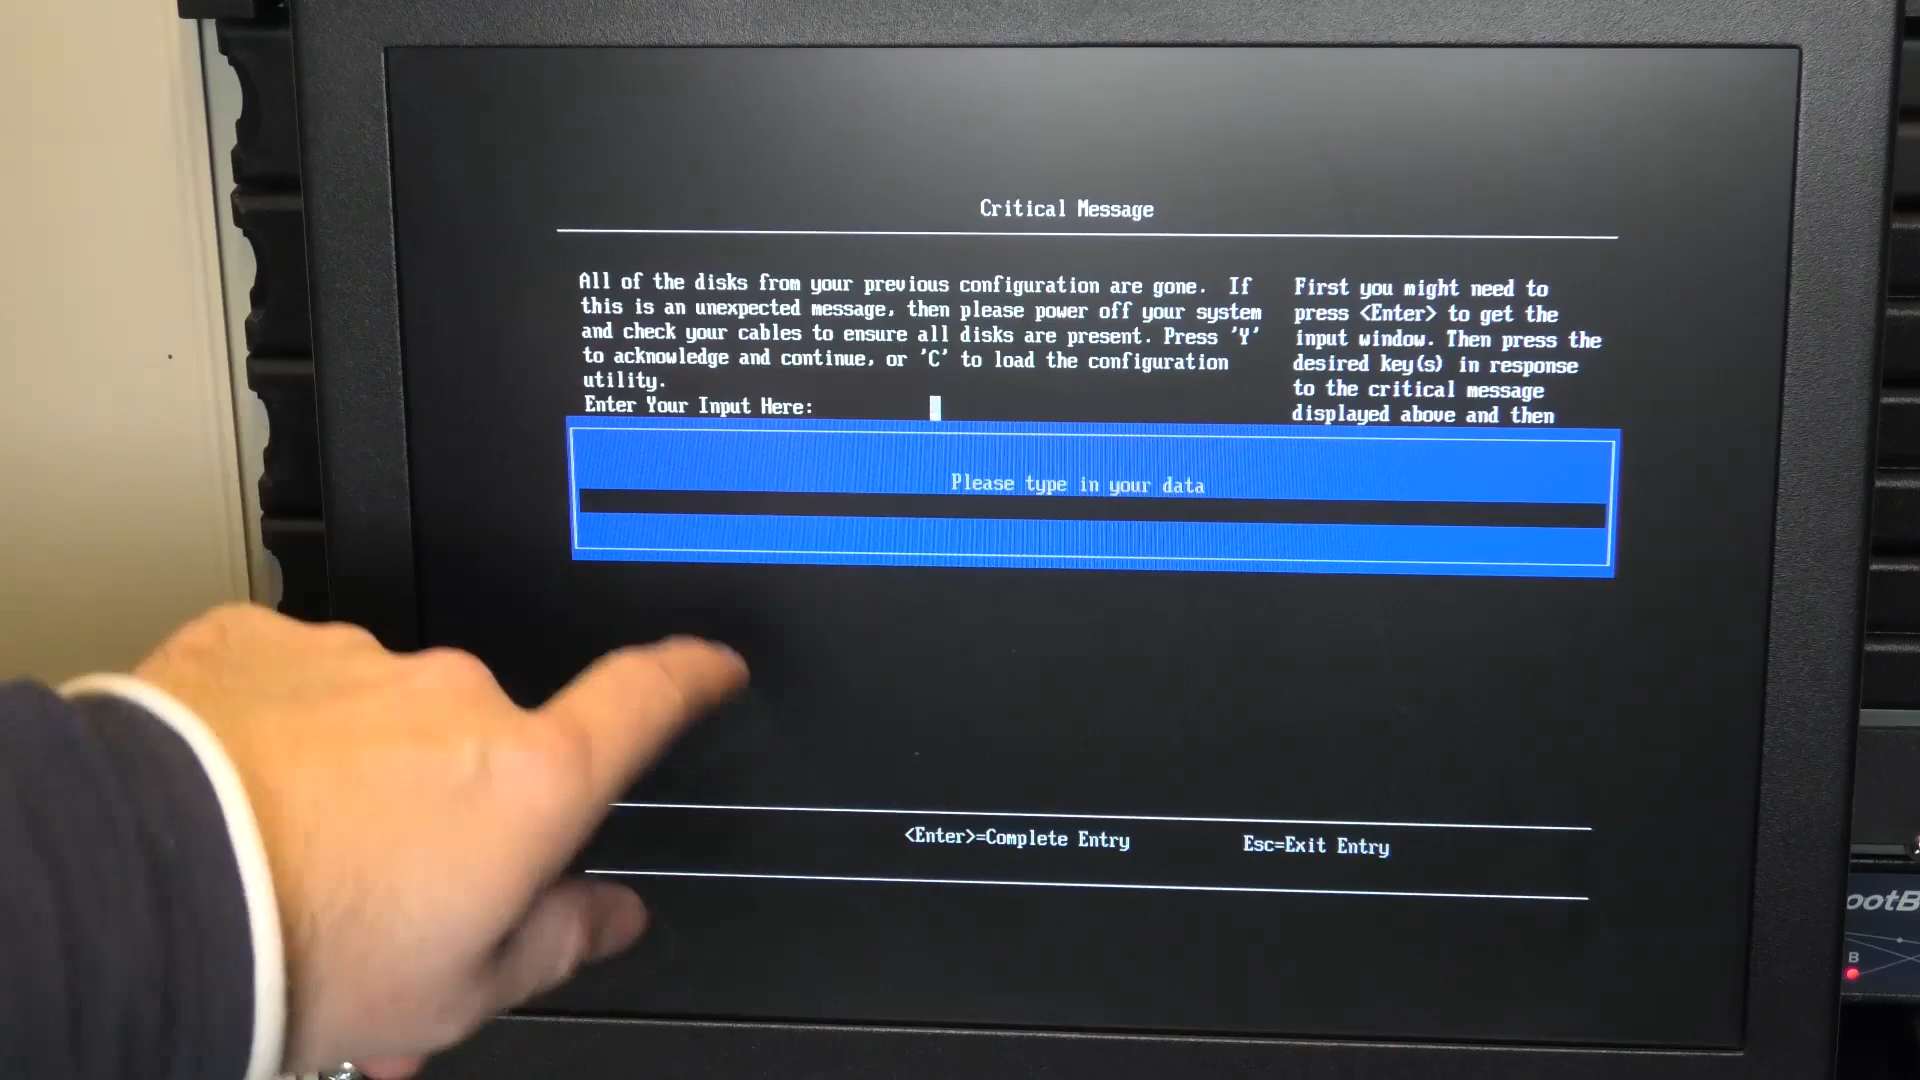 Critical Message
All of the disks from your previous configuration are gone.  If
this is an unexpected message, then please power off your system
and check your cables to ensure all disks are present. Press 'Y'
to acknowledge and continue, or 'C' to load the configuration
utility.
Enter Your Input Here:
First you might need to
press <Enter> to get the
input window. Then press the
desired key(s) in response
to the critical message
displayed above and then
Please type in your data
<Enter>=Complete Entry
Esc=Exit Entry
B